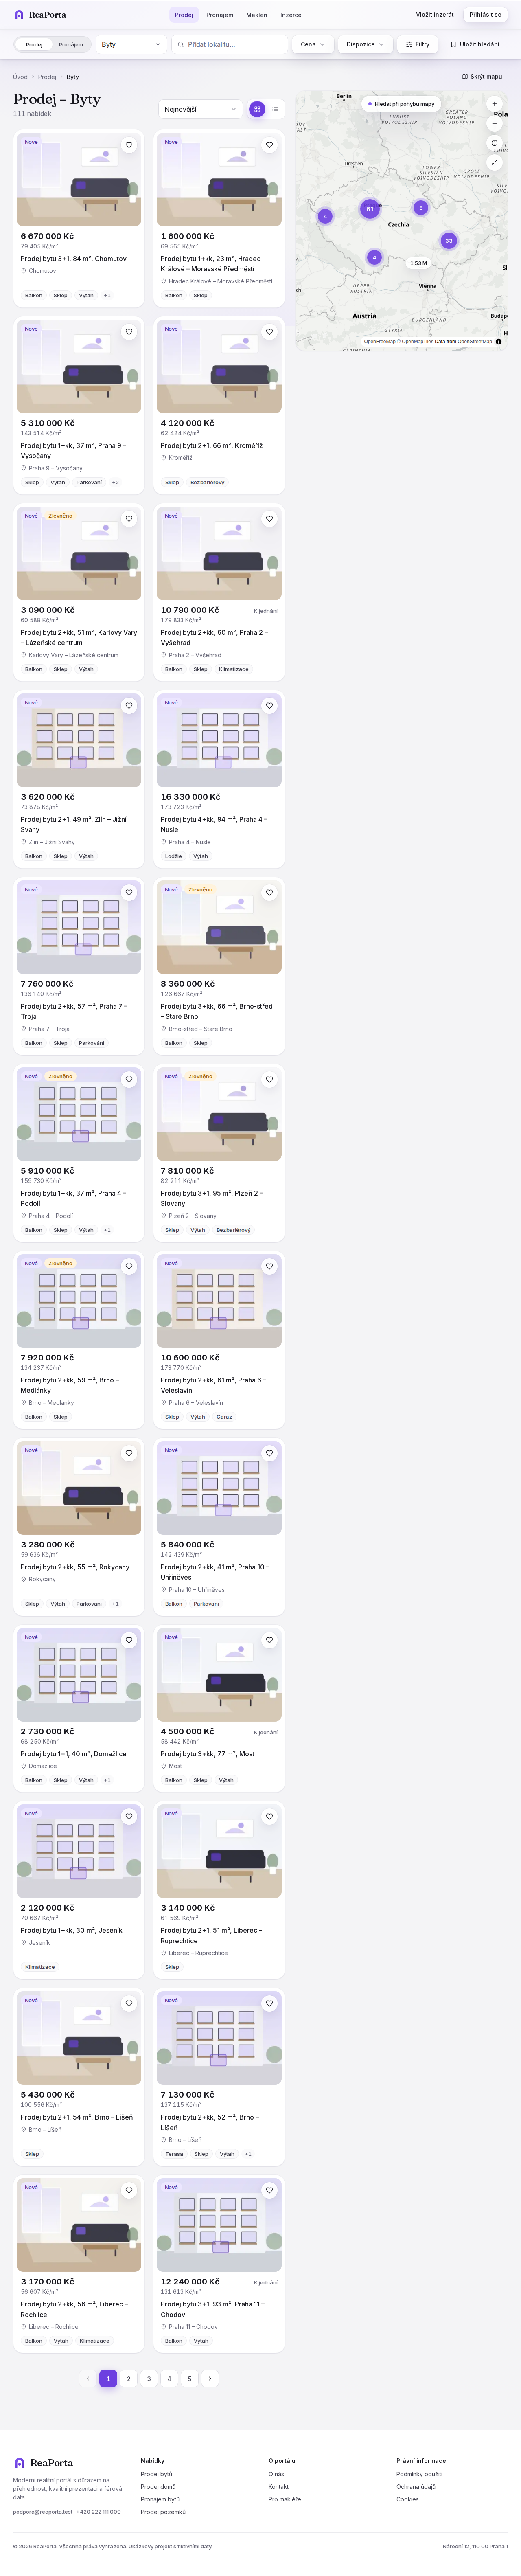 ReaPorta
Prodej
Pronájem
Makléři
Inzerce
Vložit inzerát
Přihlásit se
Prodej
Pronájem
Byty
Přidat lokalitu...
Cena
Dispozice
Filtry
Uložit hledání
Úvod
Prodej
Byty
Skrýt mapu
Prodej – Byty
111 nabídek
Nejnovější
Hledat při pohybu mapy
Berlin
LUBUSZ VOIVODESHIP
GREATER POLAND VOIVODESHIP
Dresden
LOWER SILESIAN VOIVODESHIP
OPOLE VOIVODESHIP
4
61
8
33
4
Czechia
1,53 M
Vienna
UPPER AUSTRIA
Austria
BURGENLAND
STYRIA
OpenFreeMap © OpenMapTiles Data from OpenStreetMap
Nové
6 670 000 Kč
79 405 Kč/m²
Prodej bytu 3+1, 84 m², Chomutov
Chomutov
Balkon
Sklep
Výtah
+1
Nové
1 600 000 Kč
69 565 Kč/m²
Prodej bytu 1+kk, 23 m², Hradec
Králové – Moravské Předměstí
Hradec Králové – Moravské Předměstí
Balkon
Sklep
Nové
5 310 000 Kč
143 514 Kč/m²
Prodej bytu 1+kk, 37 m², Praha 9 –
Vysočany
Praha 9 – Vysočany
Sklep
Výtah
Parkování
+2
Nové
4 120 000 Kč
62 424 Kč/m²
Prodej bytu 2+1, 66 m², Kroměříž
Kroměříž
Sklep
Bezbariérový
Nové
Zlevněno
3 090 000 Kč
60 588 Kč/m²
Prodej bytu 2+kk, 51 m², Karlovy Vary
– Lázeňské centrum
Karlovy Vary – Lázeňské centrum
Balkon
Sklep
Výtah
Nové
10 790 000 Kč
K jednání
179 833 Kč/m²
Prodej bytu 2+kk, 60 m², Praha 2 –
Vyšehrad
Praha 2 – Vyšehrad
Balkon
Sklep
Klimatizace
Nové
3 620 000 Kč
73 878 Kč/m²
Prodej bytu 2+1, 49 m², Zlín – Jižní
Svahy
Zlín – Jižní Svahy
Balkon
Sklep
Výtah
Nové
16 330 000 Kč
173 723 Kč/m²
Prodej bytu 4+kk, 94 m², Praha 4 –
Nusle
Praha 4 – Nusle
Lodžie
Výtah
Nové
7 760 000 Kč
136 140 Kč/m²
Prodej bytu 2+kk, 57 m², Praha 7 –
Troja
Praha 7 – Troja
Balkon
Sklep
Parkování
Nové
Zlevněno
8 360 000 Kč
126 667 Kč/m²
Prodej bytu 3+kk, 66 m², Brno-střed
– Staré Brno
Brno-střed – Staré Brno
Balkon
Sklep
Nové
Zlevněno
5 910 000 Kč
159 730 Kč/m²
Prodej bytu 1+kk, 37 m², Praha 4 –
Podolí
Praha 4 – Podolí
Balkon
Sklep
Výtah
+1
Nové
Zlevněno
7 810 000 Kč
82 211 Kč/m²
Prodej bytu 3+1, 95 m², Plzeň 2 –
Slovany
Plzeň 2 – Slovany
Sklep
Výtah
Bezbariérový
Nové
Zlevněno
7 920 000 Kč
134 237 Kč/m²
Prodej bytu 2+kk, 59 m², Brno –
Medlánky
Brno – Medlánky
Balkon
Sklep
Nové
10 600 000 Kč
173 770 Kč/m²
Prodej bytu 2+kk, 61 m², Praha 6 –
Veleslavín
Praha 6 – Veleslavín
Sklep
Výtah
Garáž
Nové
3 280 000 Kč
59 636 Kč/m²
Prodej bytu 2+kk, 55 m², Rokycany
Rokycany
Sklep
Výtah
Parkování
+1
Nové
5 840 000 Kč
142 439 Kč/m²
Prodej bytu 2+kk, 41 m², Praha 10 –
Uhříněves
Praha 10 – Uhříněves
Balkon
Parkování
Nové
2 730 000 Kč
68 250 Kč/m²
Prodej bytu 1+1, 40 m², Domažlice
Domažlice
Balkon
Sklep
Výtah
+1
Nové
4 500 000 Kč
K jednání
58 442 Kč/m²
Prodej bytu 3+kk, 77 m², Most
Most
Balkon
Sklep
Výtah
Nové
2 120 000 Kč
70 667 Kč/m²
Prodej bytu 1+kk, 30 m², Jeseník
Jeseník
Klimatizace
Nové
3 140 000 Kč
61 569 Kč/m²
Prodej bytu 2+1, 51 m², Liberec –
Ruprechtice
Liberec – Ruprechtice
Sklep
Nové
5 430 000 Kč
100 556 Kč/m²
Prodej bytu 2+1, 54 m², Brno – Líšeň
Brno – Líšeň
Sklep
Nové
7 130 000 Kč
137 115 Kč/m²
Prodej bytu 2+kk, 52 m², Brno –
Líšeň
Brno – Líšeň
Terasa
Sklep
Výtah
+1
Nové
3 170 000 Kč
56 607 Kč/m²
Prodej bytu 2+kk, 56 m², Liberec –
Rochlice
Liberec – Rochlice
Balkon
Výtah
Klimatizace
Nové
12 240 000 Kč
K jednání
131 613 Kč/m²
Prodej bytu 3+1, 93 m², Praha 11 –
Chodov
Praha 11 – Chodov
Balkon
Výtah
1
2
3
4
5
ReaPorta
Moderní realitní portál s důrazem na
přehlednost, kvalitní prezentaci a férová
data.
podpora@reaporta.test · +420 222 111 000
Nabídky
Prodej bytů
Prodej domů
Pronájem bytů
Prodej pozemků
O portálu
O nás
Kontakt
Pro makléře
Právní informace
Podmínky použití
Ochrana údajů
Cookies
© 2026 ReaPorta. Všechna práva vyhrazena. Ukázkový projekt s fiktivními daty.
Národní 12, 110 00 Praha 1